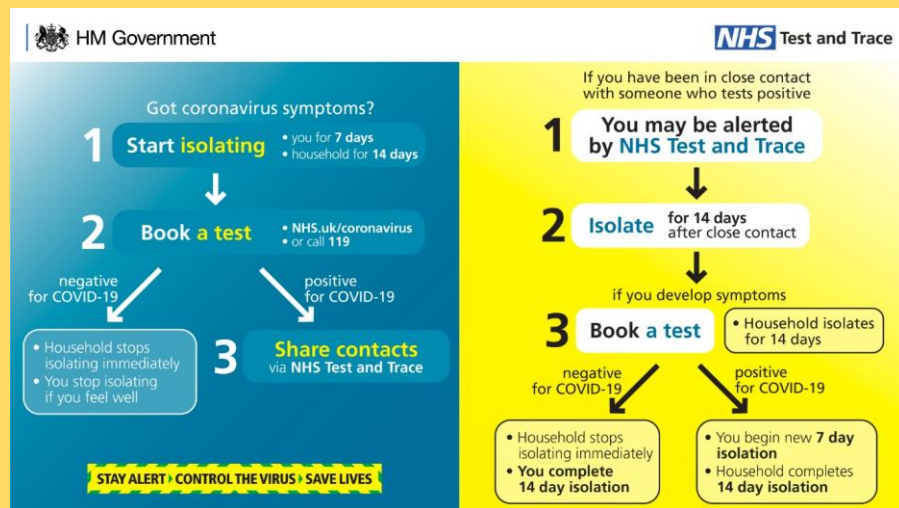 HM Government
NHS Test and Trace
Got coronavirus symptoms?
1 Start isolating
• you for 7 days
• household for 14 days
2 Book a test
• NHS.uk/coronavirus
• or call 119
negative
for COVID-19
positive
for COVID-19
• Household stops
isolating immediately
• You stop isolating
if you feel well
3 Share contacts
via NHS Test and Trace
STAY ALERT CONTROL THE VIRUS SAVE LIVES
If you have been in close contact
with someone who tests positive
1 You may be alerted
by NHS Test and Trace
2 Isolate
for 14 days
after close contact
if you develop symptoms
3 Book a test
• Household isolates
for 14 days
negative
for COVID-19
positive
for COVID-19
• Household stops
isolating immediately
• You complete
14 day isolation
• You begin new 7 day
isolation
• Household completes
14 day isolation